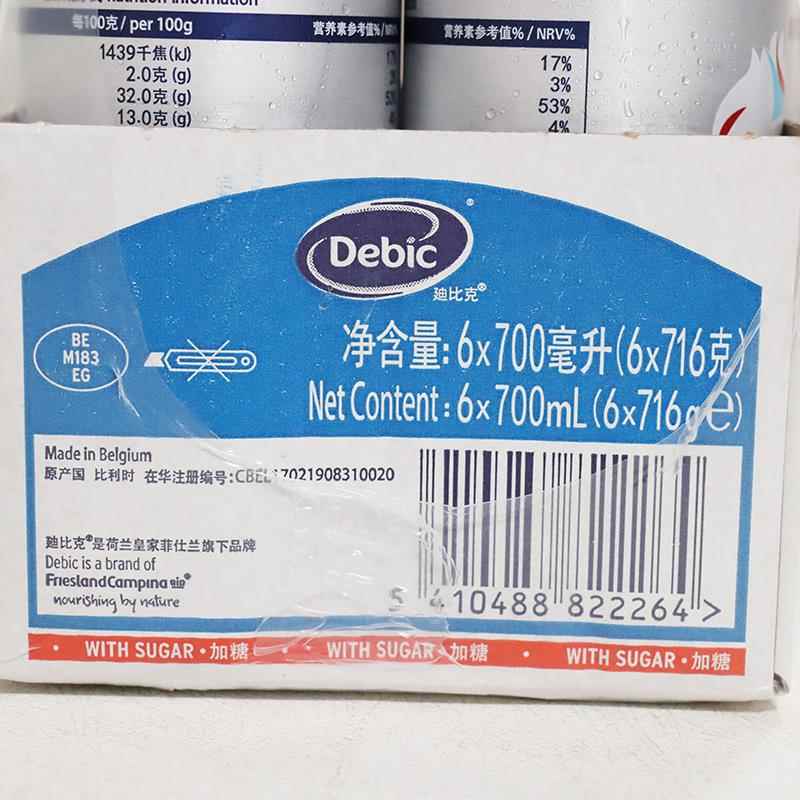 Nutrition information
每100克 / per 100g
营养素参考值% / NRV%
1439千焦(kJ)
2.0克(g)
32.0克(g)
13.0克(g)
营养素参考值% / NRV%
17%
3%
53%
4%
Debic®
廸比克®
BE
M183
EG
净含量: 6x700毫升(6x716克)
Net Content : 6x700mL (6x716g e)
Made in Belgium
原产国 比利时 在华注册编号:CBEL17021908310020
廸比克®是荷兰皇家菲仕兰旗下品牌
Debic is a brand of
FrieslandCampina®
nourishing by nature
5 410488 822264 >
· WITH SUGAR · 加糖 · WITH SUGAR · 加糖 · WITH SUGAR · 加糖